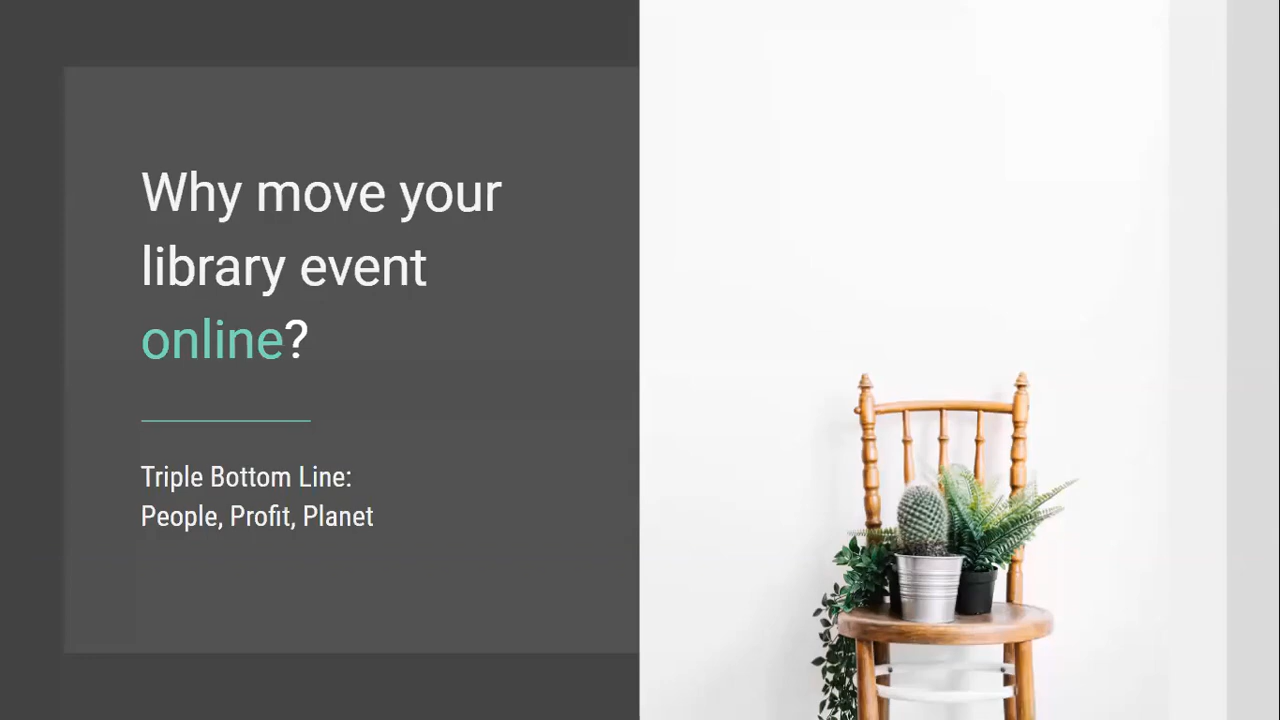 Why move your
library event
online?
Triple Bottom Line:
People, Profit, Planet